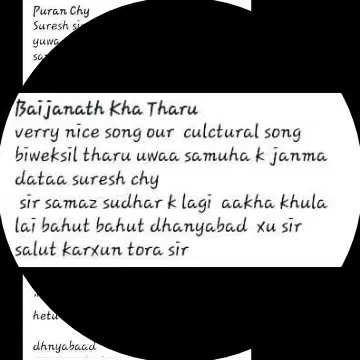 Puran Chy
Suresh si
yuwa
Baijanath Kha Tharu
verry nice song our culctural song
biweksil tharu uwaa samuha k janma
dataa suresh chy
sir samaz sudhar k lagi aakha khula
lai bahut bahut dhanyabad xu sir
salut karxun tora sir
hetu
dhnyabaad